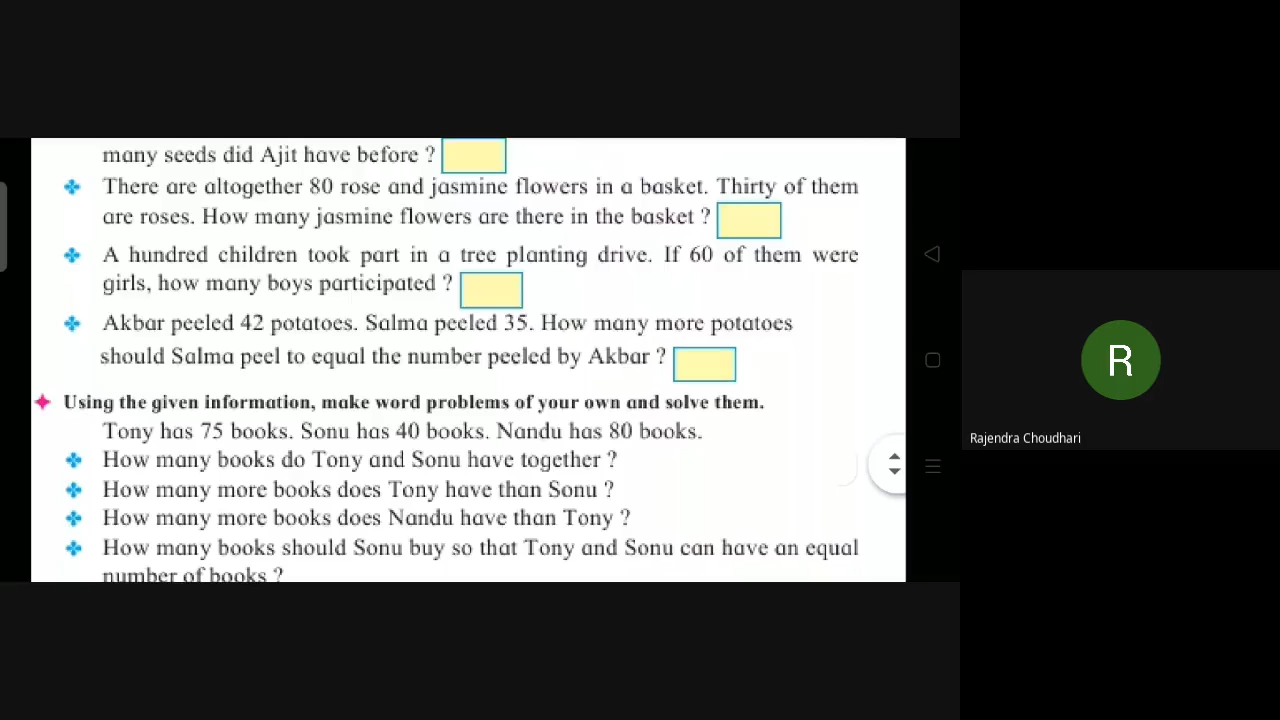 many seeds did Ajit have before ?
There are altogether 80 rose and jasmine flowers in a basket. Thirty of them
are roses. How many jasmine flowers are there in the basket ?
A hundred children took part in a tree planting drive. If 60 of them were
girls, how many boys participated ?
Akbar peeled 42 potatoes. Salma peeled 35. How many more potatoes
should Salma peel to equal the number peeled by Akbar ?
Using the given information, make word problems of your own and solve them.
Tony has 75 books. Sonu has 40 books. Nandu has 80 books.
How many books do Tony and Sonu have together ?
How many more books does Tony have than Sonu ?
How many more books does Nandu have than Tony ?
How many books should Sonu buy so that Tony and Sonu can have an equal
number of books ?
R
Rajendra Choudhari